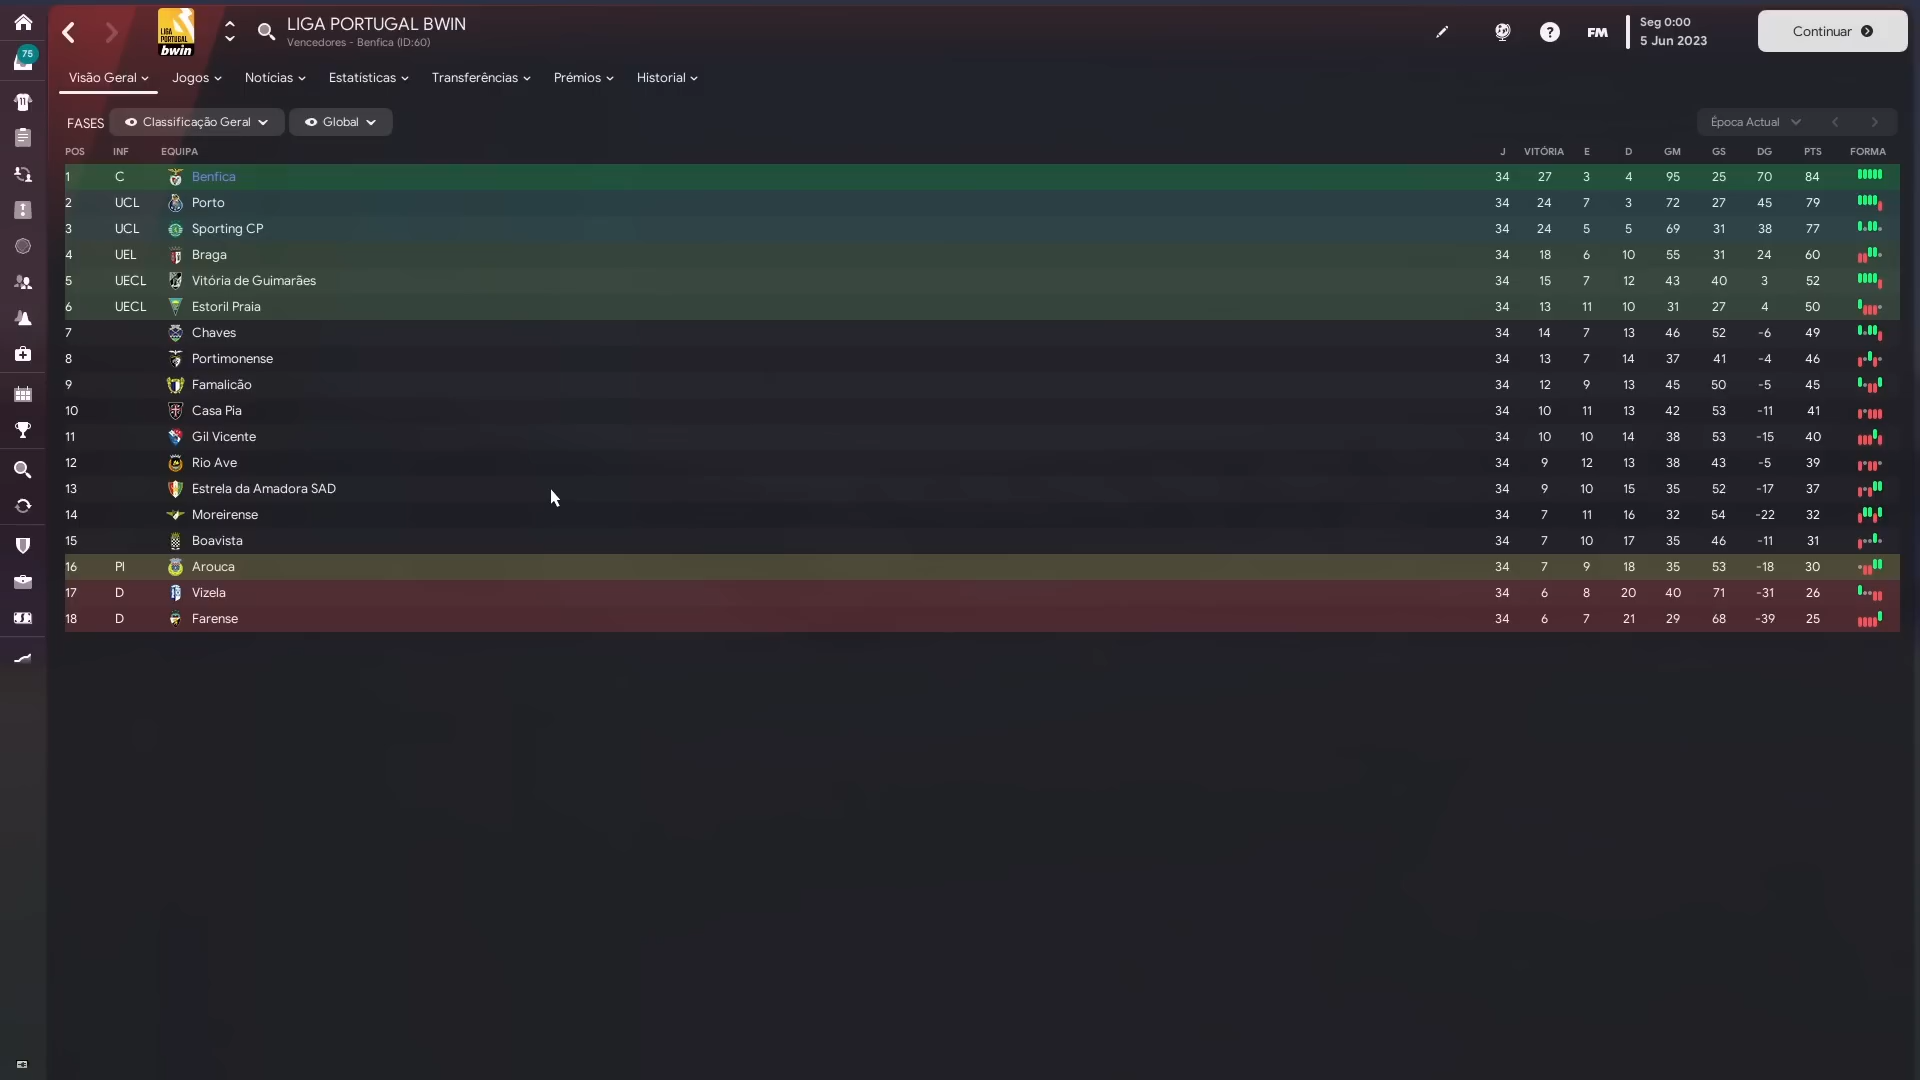 LIGA PORTUGAL BWIN
Vencedores - Benfica (ID:60)
LIGA PORTUGAL
bwin
FM
Seg 0:00
5 Jun 2023
Continuar
75
Visão Geral Jogos Notícias Estatísticas Transferências Prémios Historial
FASES Classificação Geral Global Época Actual
POS INF EQUIPA J VITÓRIA E D GM GS DG PTS FORMA
1 C Benfica 34 27 3 4 95 25 70 84
2 UCL Porto 34 24 7 3 72 27 45 79
3 UCL Sporting CP 34 24 5 5 69 31 38 77
4 UEL Braga 34 18 6 10 55 31 24 60
5 UECL Vitória de Guimarães 34 15 7 12 43 40 3 52
6 UECL Estoril Praia 34 13 11 10 31 27 4 50
7 Chaves 34 14 7 13 46 52 -6 49
8 Portimonense 34 13 7 14 37 41 -4 46
9 Famalicão 34 12 9 13 45 50 -5 45
10 Casa Pia 34 10 11 13 42 53 -11 41
11 Gil Vicente 34 10 10 14 38 53 -15 40
12 Rio Ave 34 9 12 13 38 43 -5 39
13 Estrela da Amadora SAD 34 9 10 15 35 52 -17 37
14 Moreirense 34 7 11 16 32 54 -22 32
15 Boavista 34 7 10 17 35 46 -11 31
16 Pl Arouca 34 7 9 18 35 53 -18 30
17 D Vizela 34 6 8 20 40 71 -31 26
18 D Farense 34 6 7 21 29 68 -39 25